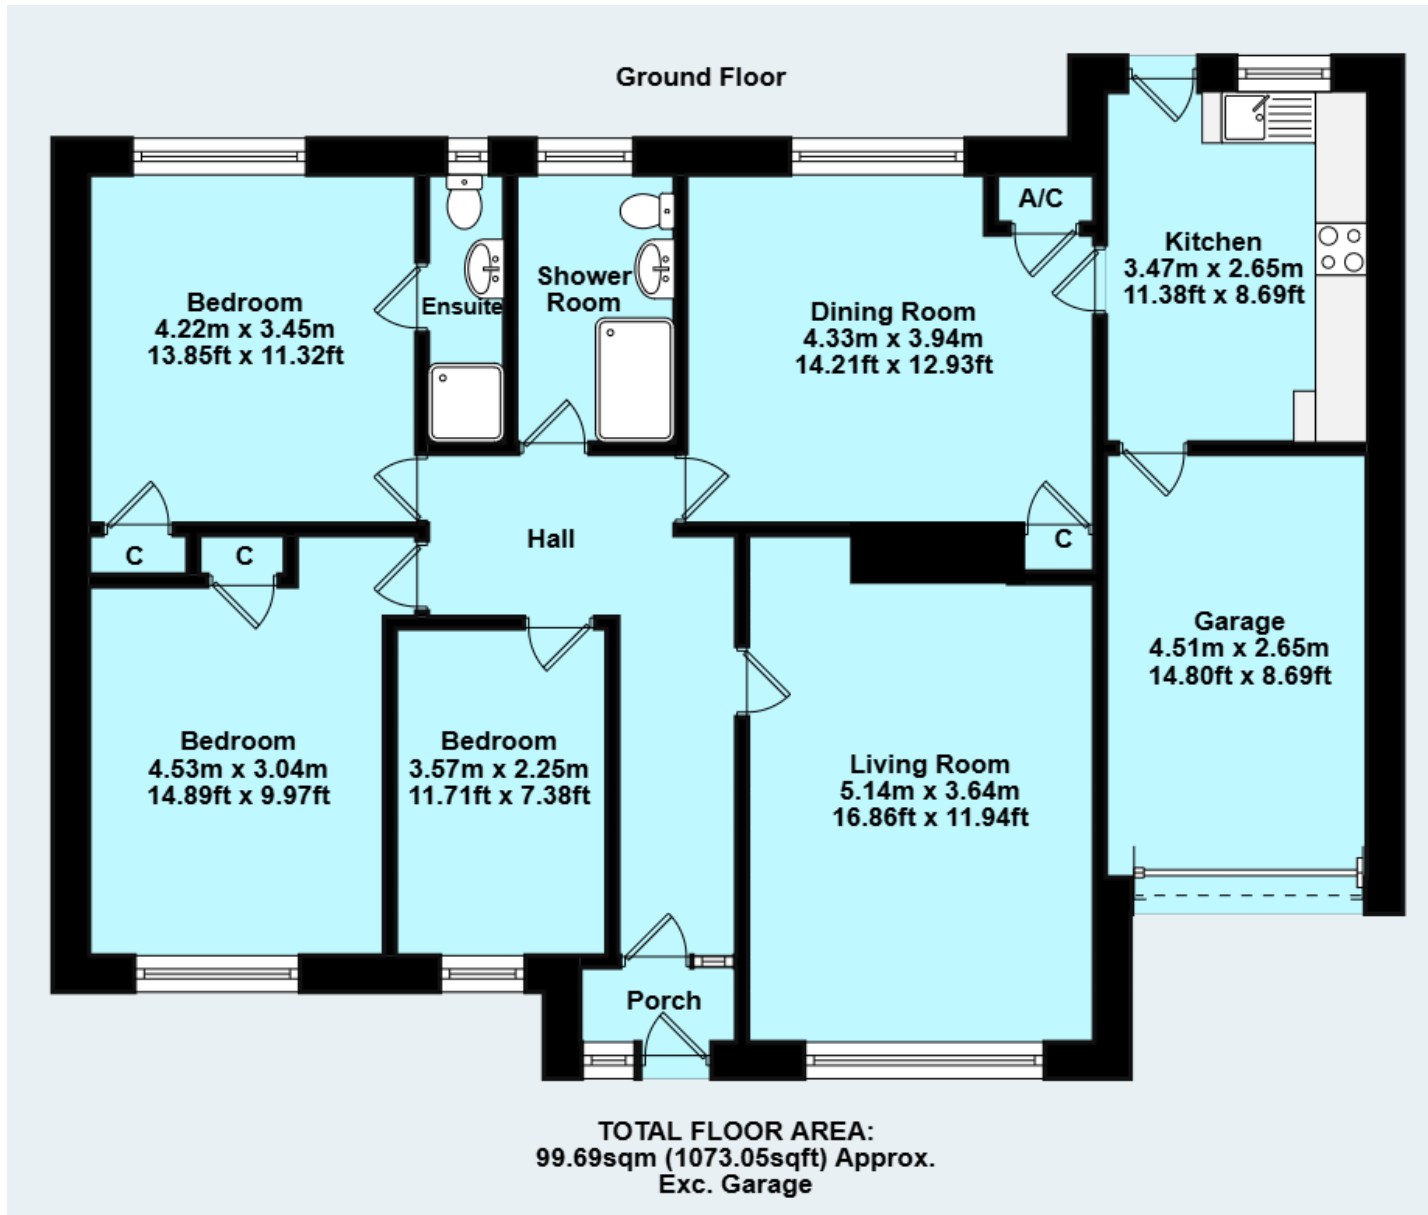 Ground Floor
A/C
Kitchen
3.47m x 2.65m
11.38ft x 8.69ft
Bedroom
4.22m x 3.45m
13.85ft x 11.32ft
Ensuite
Shower
Room
Dining Room
4.33m x 3.94m
14.21ft x 12.93ft
C
C
Hall
C
Garage
4.51m x 2.65m
14.80ft x 8.69ft
Bedroom
4.53m x 3.04m
14.89ft x 9.97ft
Bedroom
3.57m x 2.25m
11.71ft x 7.38ft
Living Room
5.14m x 3.64m
16.86ft x 11.94ft
Porch
TOTAL FLOOR AREA:
99.69sqm (1073.05sqft) Approx.
Exc. Garage